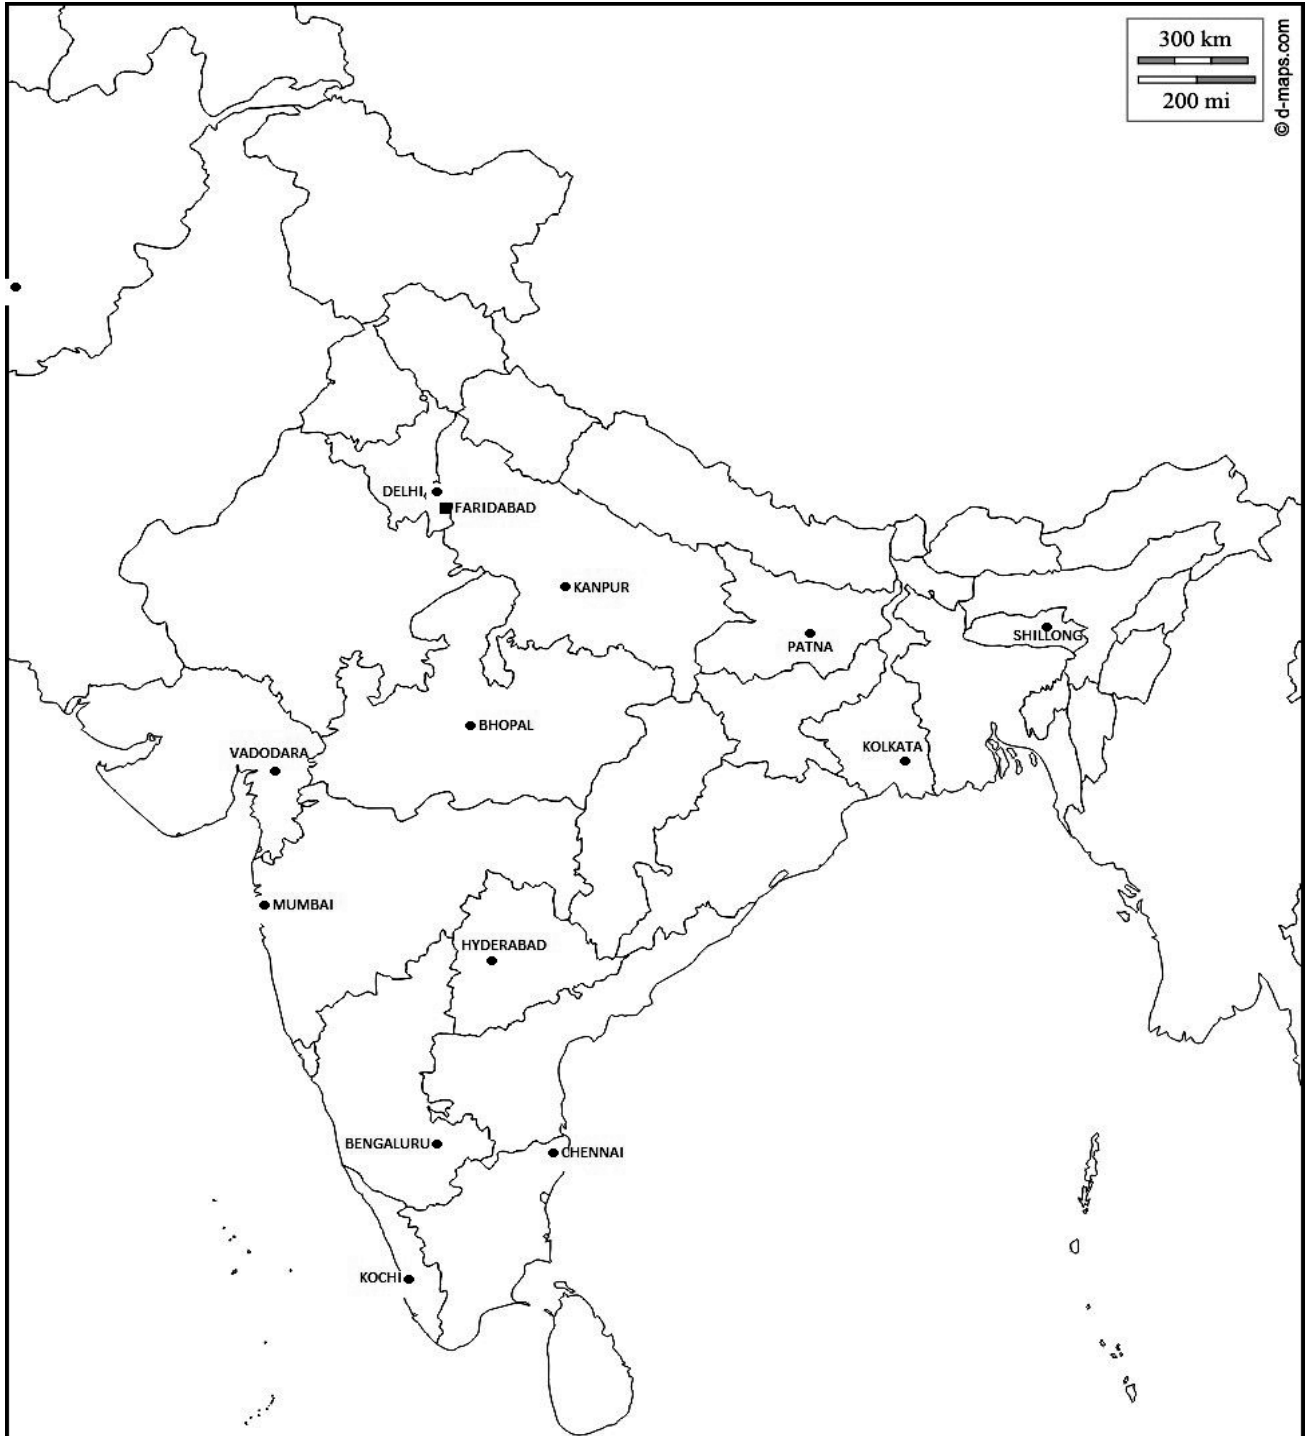 300 km
200 mi
© d-maps.com
DELHI
FARIDABAD
KANPUR
PATNA
SHILLONG
BHOPAL
VADODARA
KOLKATA
MUMBAI
HYDERABAD
BENGALURU
CHENNAI
KOCHI